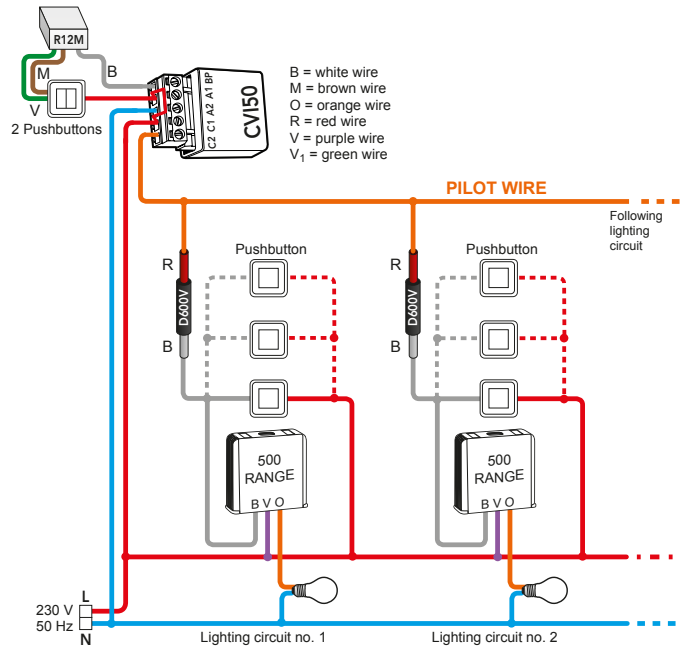 R12M
M
B
V
2 Pushbuttons
C2 C1 A2 A1 BP
CVI50
B = white wire
M = brown wire
O = orange wire
R = red wire
V = purple wire
V₁ = green wire
PILOT WIRE
Following
lighting
circuit
Pushbutton
R
D600V
B
500
RANGE
B V O
Pushbutton
R
D600V
B
500
RANGE
B V O
L
230 V
50 Hz
N
Lighting circuit no. 1
Lighting circuit no. 2